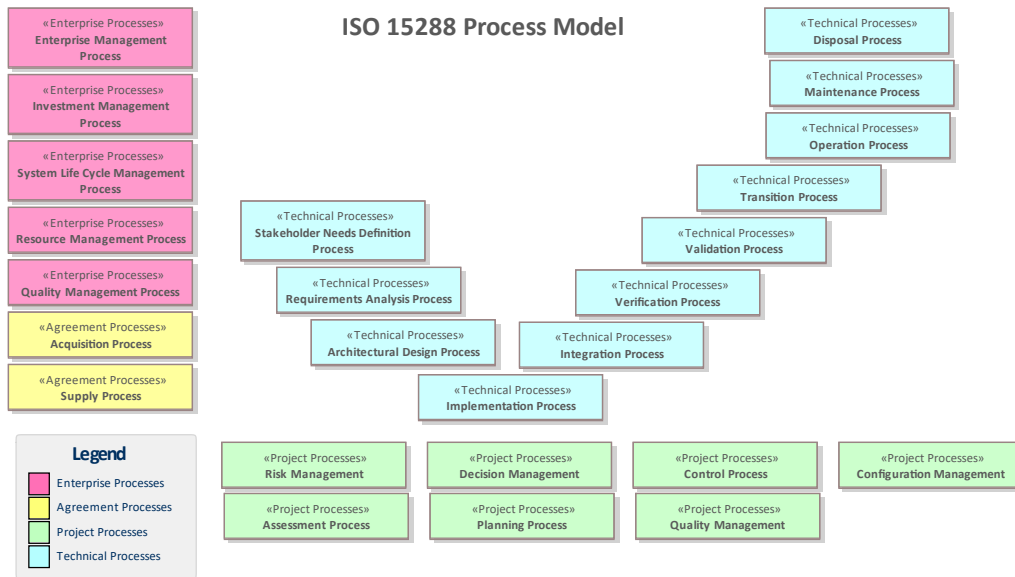 ISO 15288 Process Model
«Enterprise Processes»
Enterprise Management
Process
«Enterprise Processes»
Investment Management
Process
«Enterprise Processes»
System Life Cycle Management
Process
«Enterprise Processes»
Resource Management Process
«Enterprise Processes»
Quality Management Process
«Agreement Processes»
Acquisition Process
«Agreement Processes»
Supply Process
«Technical Processes»
Stakeholder Needs Definition
Process
«Technical Processes»
Requirements Analysis Process
«Technical Processes»
Architectural Design Process
«Technical Processes»
Implementation Process
«Technical Processes»
Integration Process
«Technical Processes»
Verification Process
«Technical Processes»
Validation Process
«Technical Processes»
Transition Process
«Technical Processes»
Operation Process
«Technical Processes»
Maintenance Process
«Technical Processes»
Disposal Process
«Project Processes»
Risk Management
«Project Processes»
Decision Management
«Project Processes»
Control Process
«Project Processes»
Configuration Management
«Project Processes»
Assessment Process
«Project Processes»
Planning Process
«Project Processes»
Quality Management
Legend
Enterprise Processes
Agreement Processes
Project Processes
Technical Processes